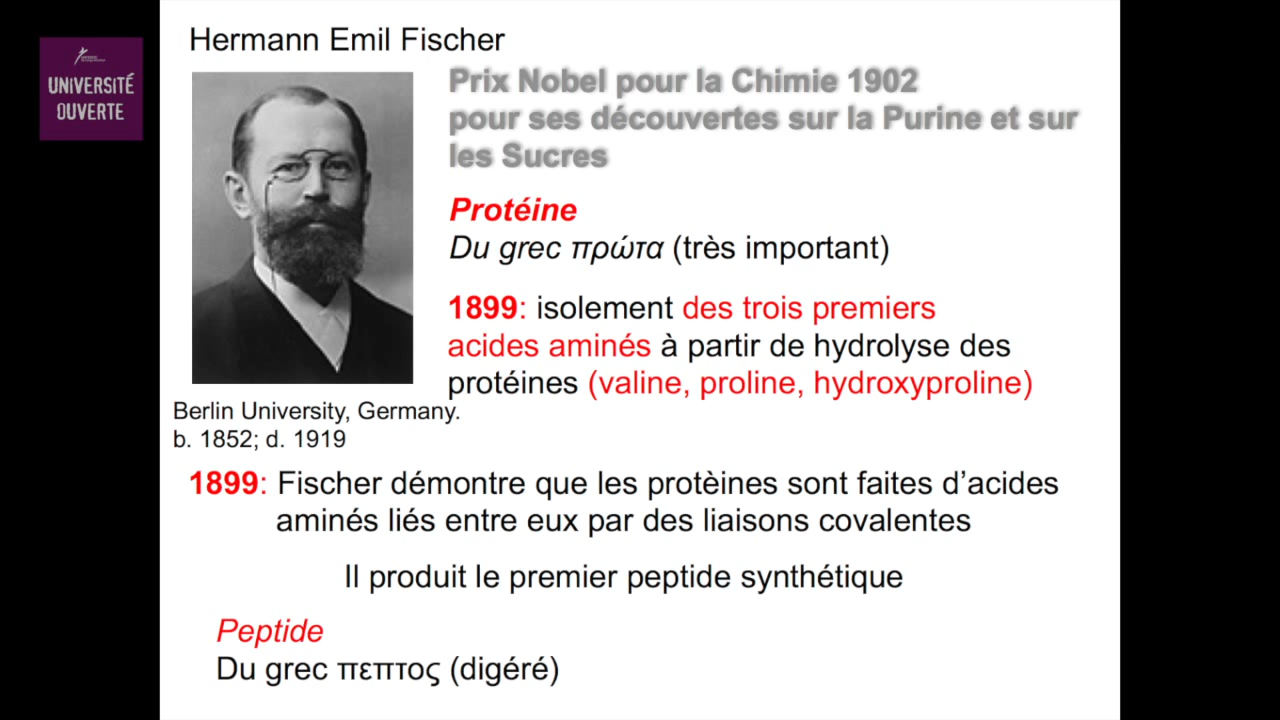 UNIVERSITÉ
OUVERTE
Hermann Emil Fischer
Prix Nobel pour la Chimie 1902
pour ses découvertes sur la Purine et sur
les Sucres
Protéine
Du grec πρώτα (très important)
1899: isolement des trois premiers
acides aminés à partir de hydrolyse des
protéines (valine, proline, hydroxyproline)
Berlin University, Germany.
b. 1852; d. 1919
1899: Fischer démontre que les protèines sont faites d’acides
aminés liés entre eux par des liaisons covalentes
Il produit le premier peptide synthétique
Peptide
Du grec πεπτος (digéré)